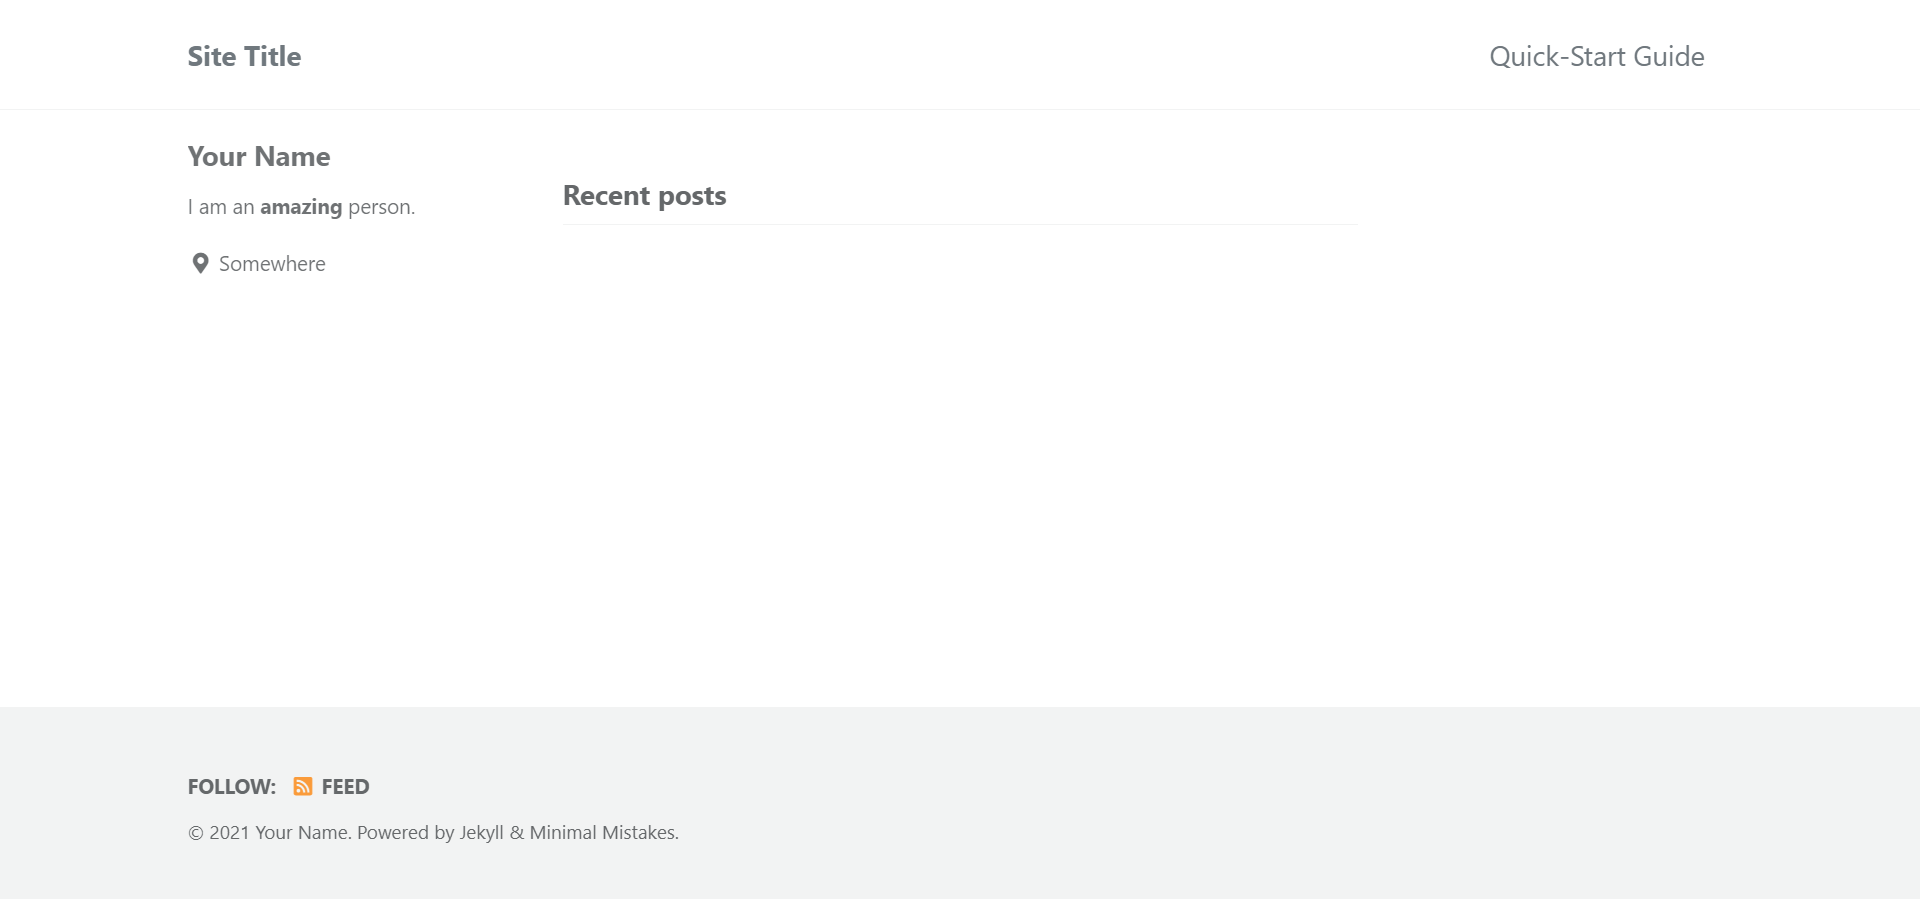 Site Title
Quick-Start Guide
Your Name
I am an amazing person.
Somewhere
Recent posts
FOLLOW: FEED
© 2021 Your Name. Powered by Jekyll & Minimal Mistakes.